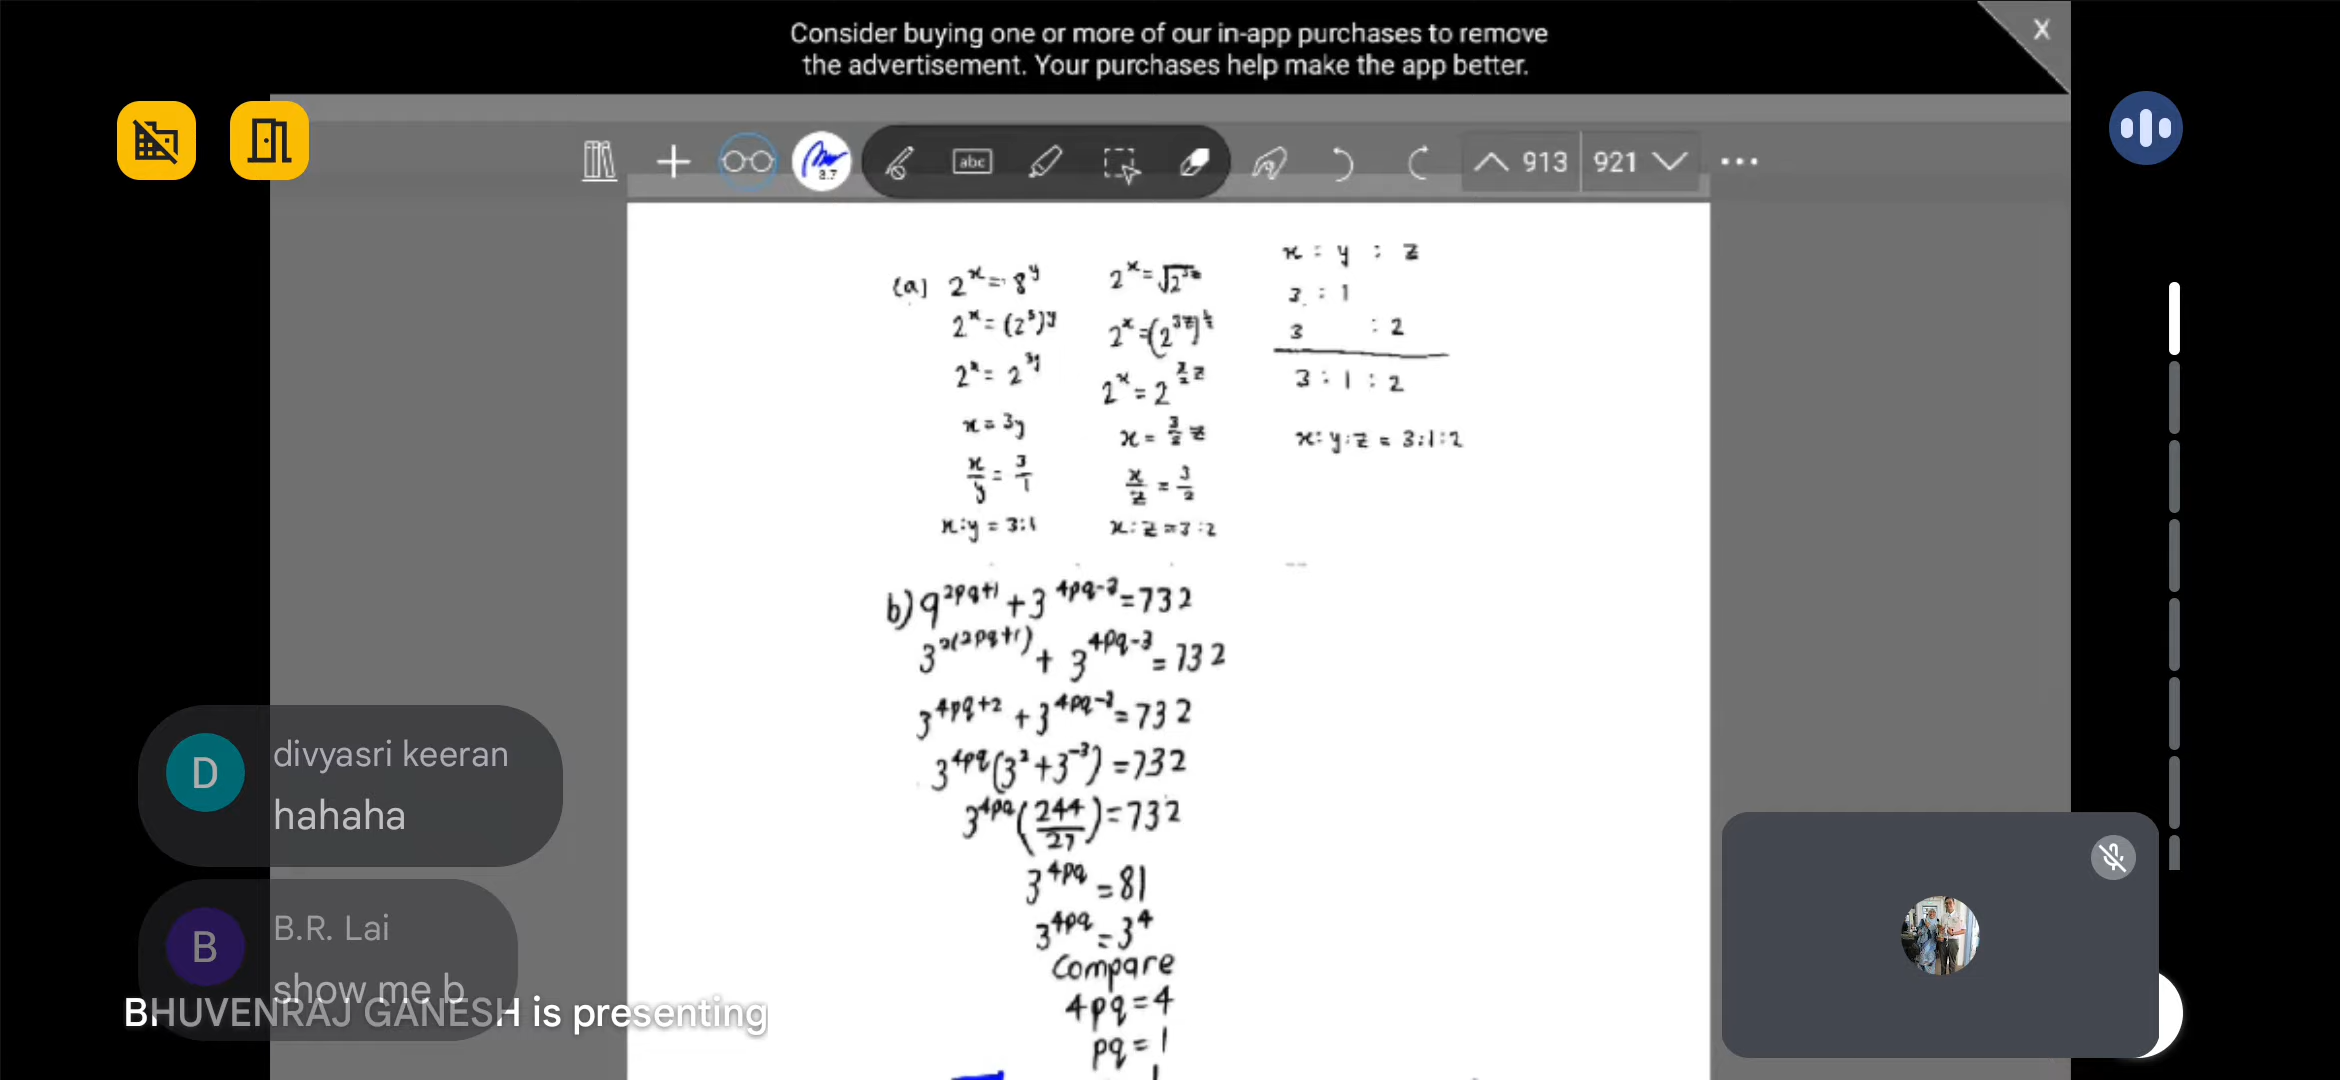 Consider buying one or more of our in-app purchases to remove
the advertisement. Your purchases help make the app better.
X
3.7
abc
913
921
(a) 2^x = 8^y
2^x = (2^3)^y
2^x = 2^3y
x = 3y
x/y = 3/1
x:y = 3:1
2^x = √2^3z
2^x = (2^3z)^½
2^x = 2^3/2 z
x = 3/2 z
x/z = 3/2
x:z = 3:2
x : y : z
3 : 1
3 : 2
3 : 1 : 2
x:y:z = 3:1:2
b) 9^2pq+1 + 3^4pq-3 = 732
3^2(2pq+1) + 3^4pq-3 = 732
3^4pq+2 + 3^4pq-3 = 732
3^4pq (3^2 + 3^-3) = 732
3^4pq (244/27) = 732
3^4pq = 81
3^4pq = 3^4
Compare
4pq = 4
pq = 1
D
divyasri keeran
hahaha
B
B.R. Lai
show me b
BHUVENRAJ GANESH is presenting